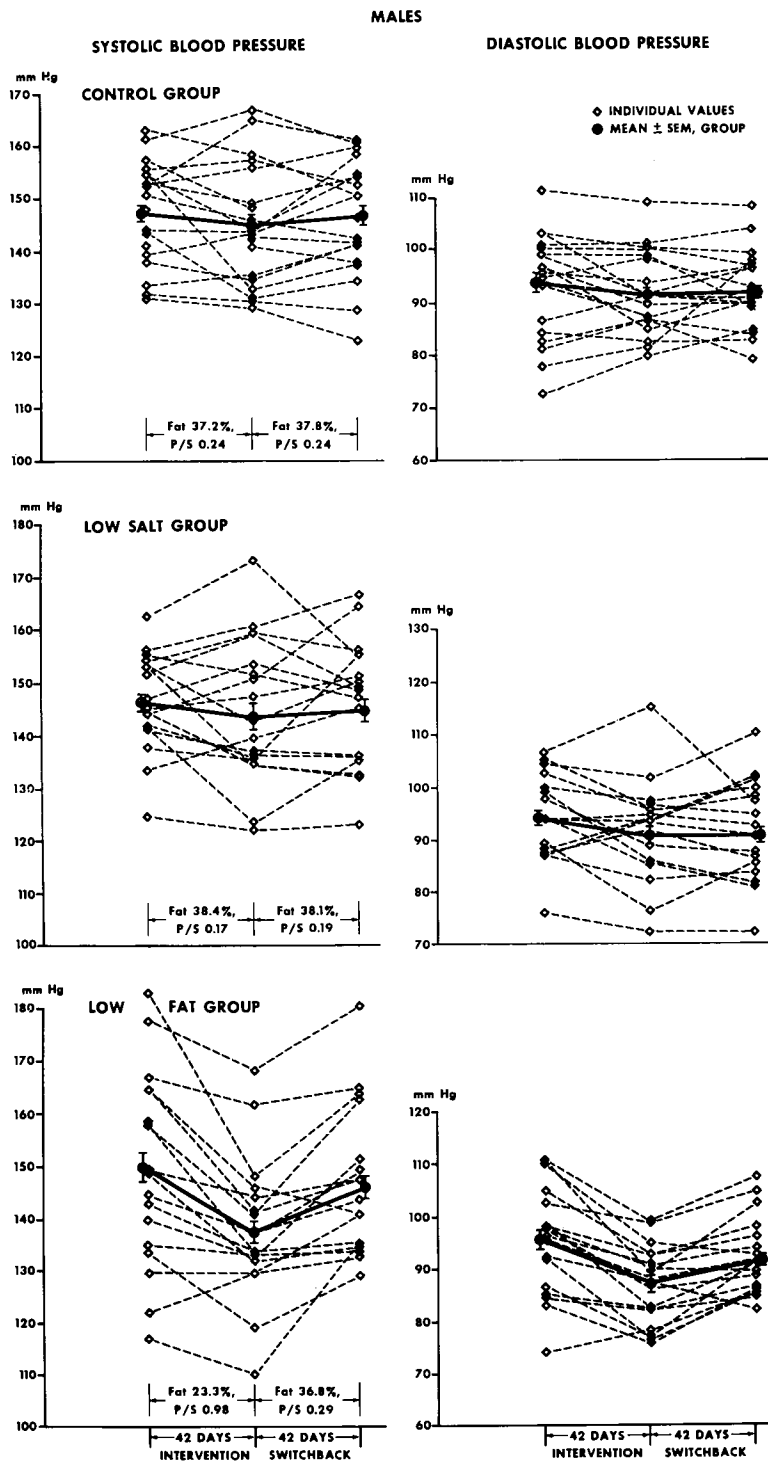 MALES
SYSTOLIC BLOOD PRESSURE
DIASTOLIC BLOOD PRESSURE
mm Hg
170
CONTROL GROUP
160
150
140
130
120
110
100
Fat 37.2%,
P/S 0.24
Fat 37.8%,
P/S 0.24
◇ INDIVIDUAL VALUES
● MEAN ± SEM, GROUP
mm Hg
110
100
90
80
70
60
mm Hg
180
LOW SALT GROUP
170
160
150
140
130
120
110
100
Fat 38.4%,
P/S 0.17
Fat 38.1%,
P/S 0.19
mm Hg
130
120
110
100
90
80
70
mm Hg
180
LOW FAT GROUP
170
160
150
140
130
120
110
100
Fat 23.3%,
P/S 0.98
Fat 36.8%,
P/S 0.29
42 DAYS
INTERVENTION
42 DAYS
SWITCHBACK
mm Hg
120
110
100
90
80
70
60
42 DAYS
INTERVENTION
42 DAYS
SWITCHBACK